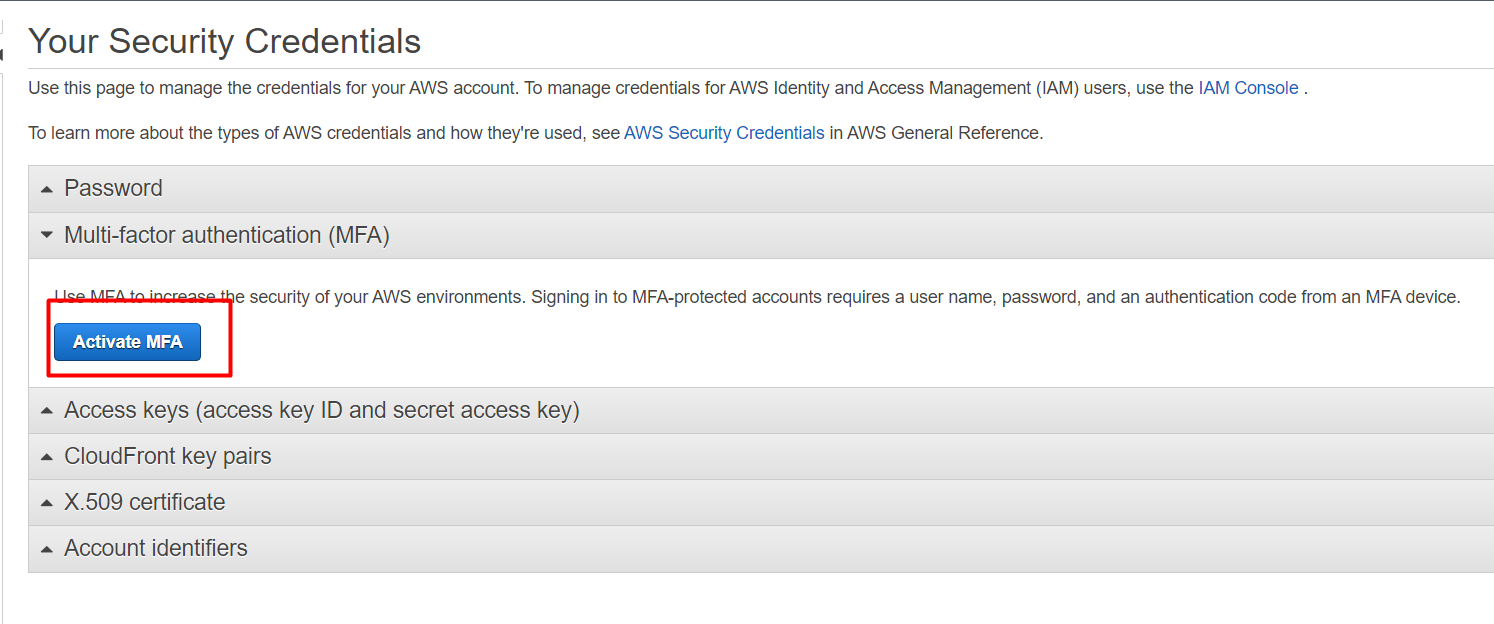 Your Security Credentials
Use this page to manage the credentials for your AWS account. To manage credentials for AWS Identity and Access Management (IAM) users, use the IAM Console .
To learn more about the types of AWS credentials and how they're used, see AWS Security Credentials in AWS General Reference.
Password
Multi-factor authentication (MFA)
Use MFA to increase the security of your AWS environments. Signing in to MFA-protected accounts requires a user name, password, and an authentication code from an MFA device.
Activate MFA
Access keys (access key ID and secret access key)
CloudFront key pairs
X.509 certificate
Account identifiers